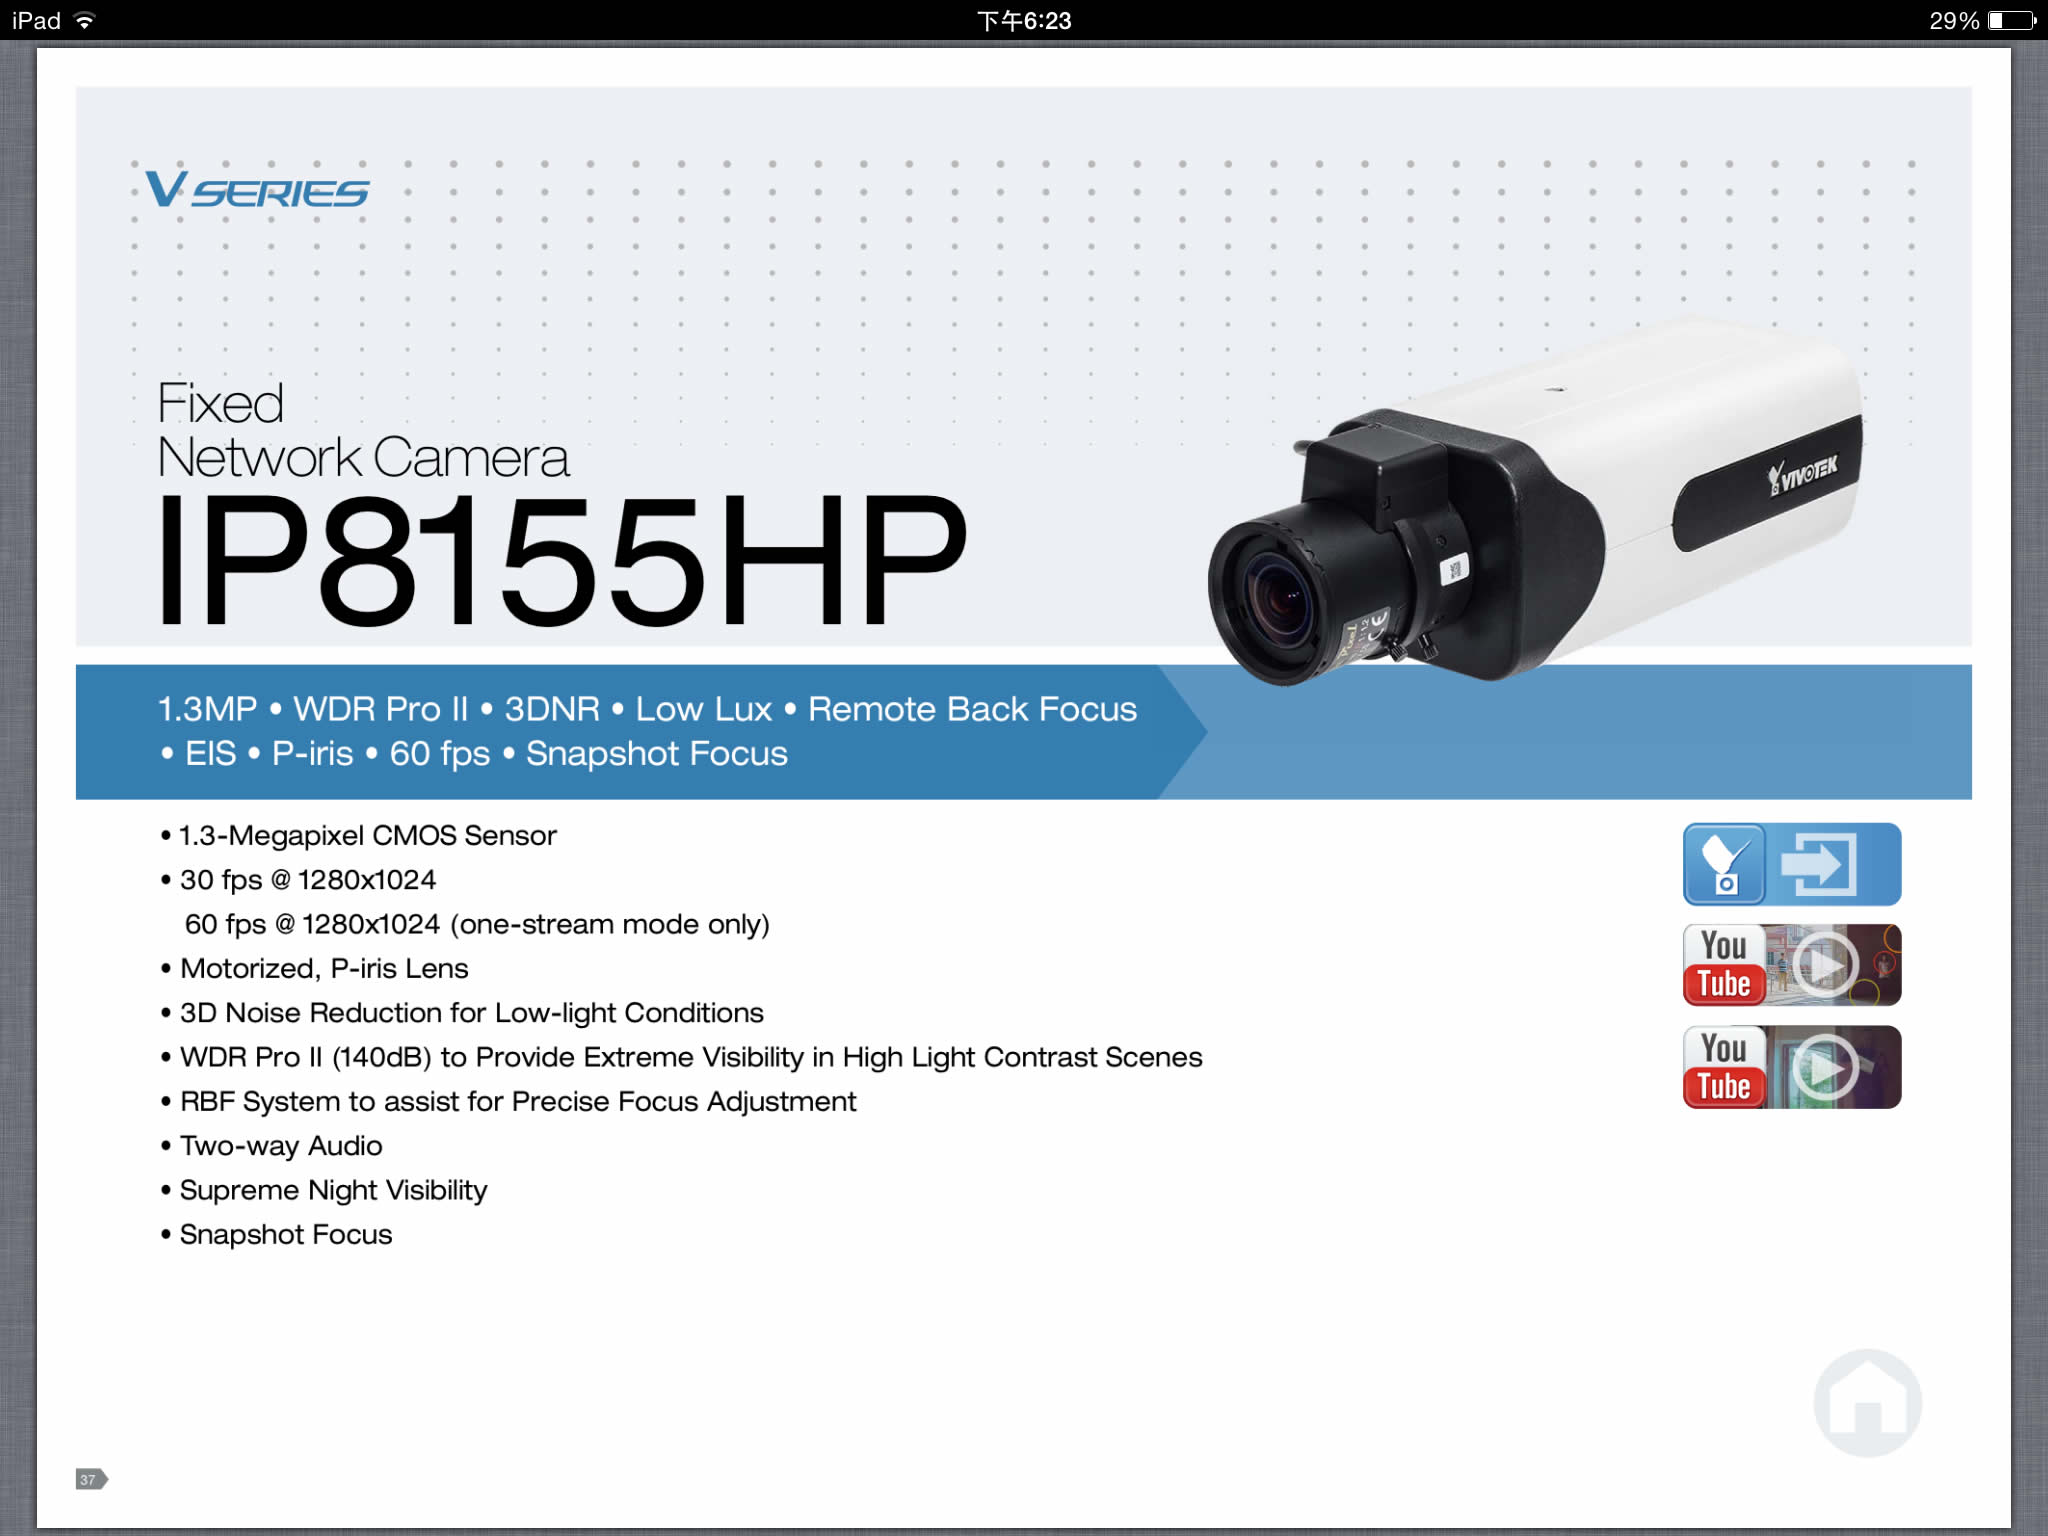 iPad 下午6:23 29%
V SERIES
Fixed
Network Camera
IP8155HP
VIVOTEK
1:1.2
CE
1.3MP • WDR Pro II • 3DNR • Low Lux • Remote Back Focus
• EIS • P-iris • 60 fps • Snapshot Focus
• 1.3-Megapixel CMOS Sensor
• 30 fps @ 1280x1024
60 fps @ 1280x1024 (one-stream mode only)
• Motorized, P-iris Lens
• 3D Noise Reduction for Low-light Conditions
• WDR Pro II (140dB) to Provide Extreme Visibility in High Light Contrast Scenes
• RBF System to assist for Precise Focus Adjustment
• Two-way Audio
• Supreme Night Visibility
• Snapshot Focus
You
Tube
You
Tube
37